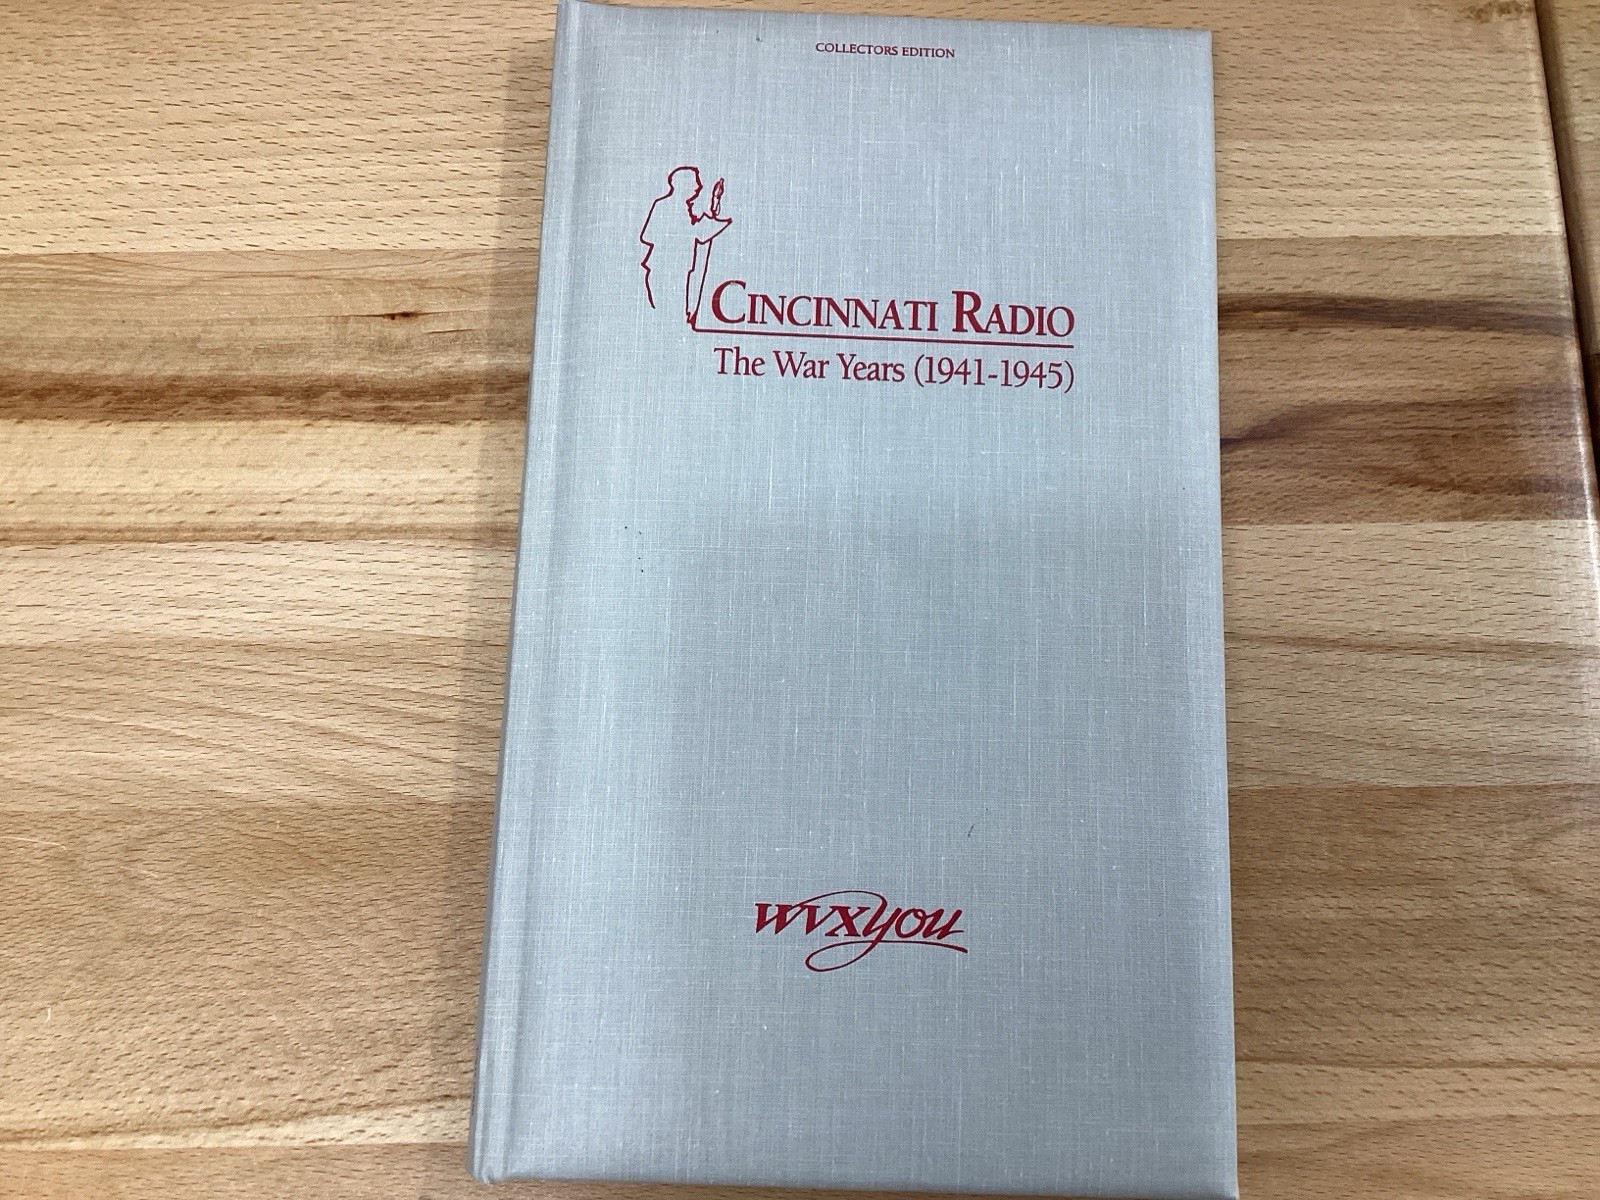 COLLECTORS EDITION
CINCINNATI RADIO
The War Years (1941-1945)
wvxyou